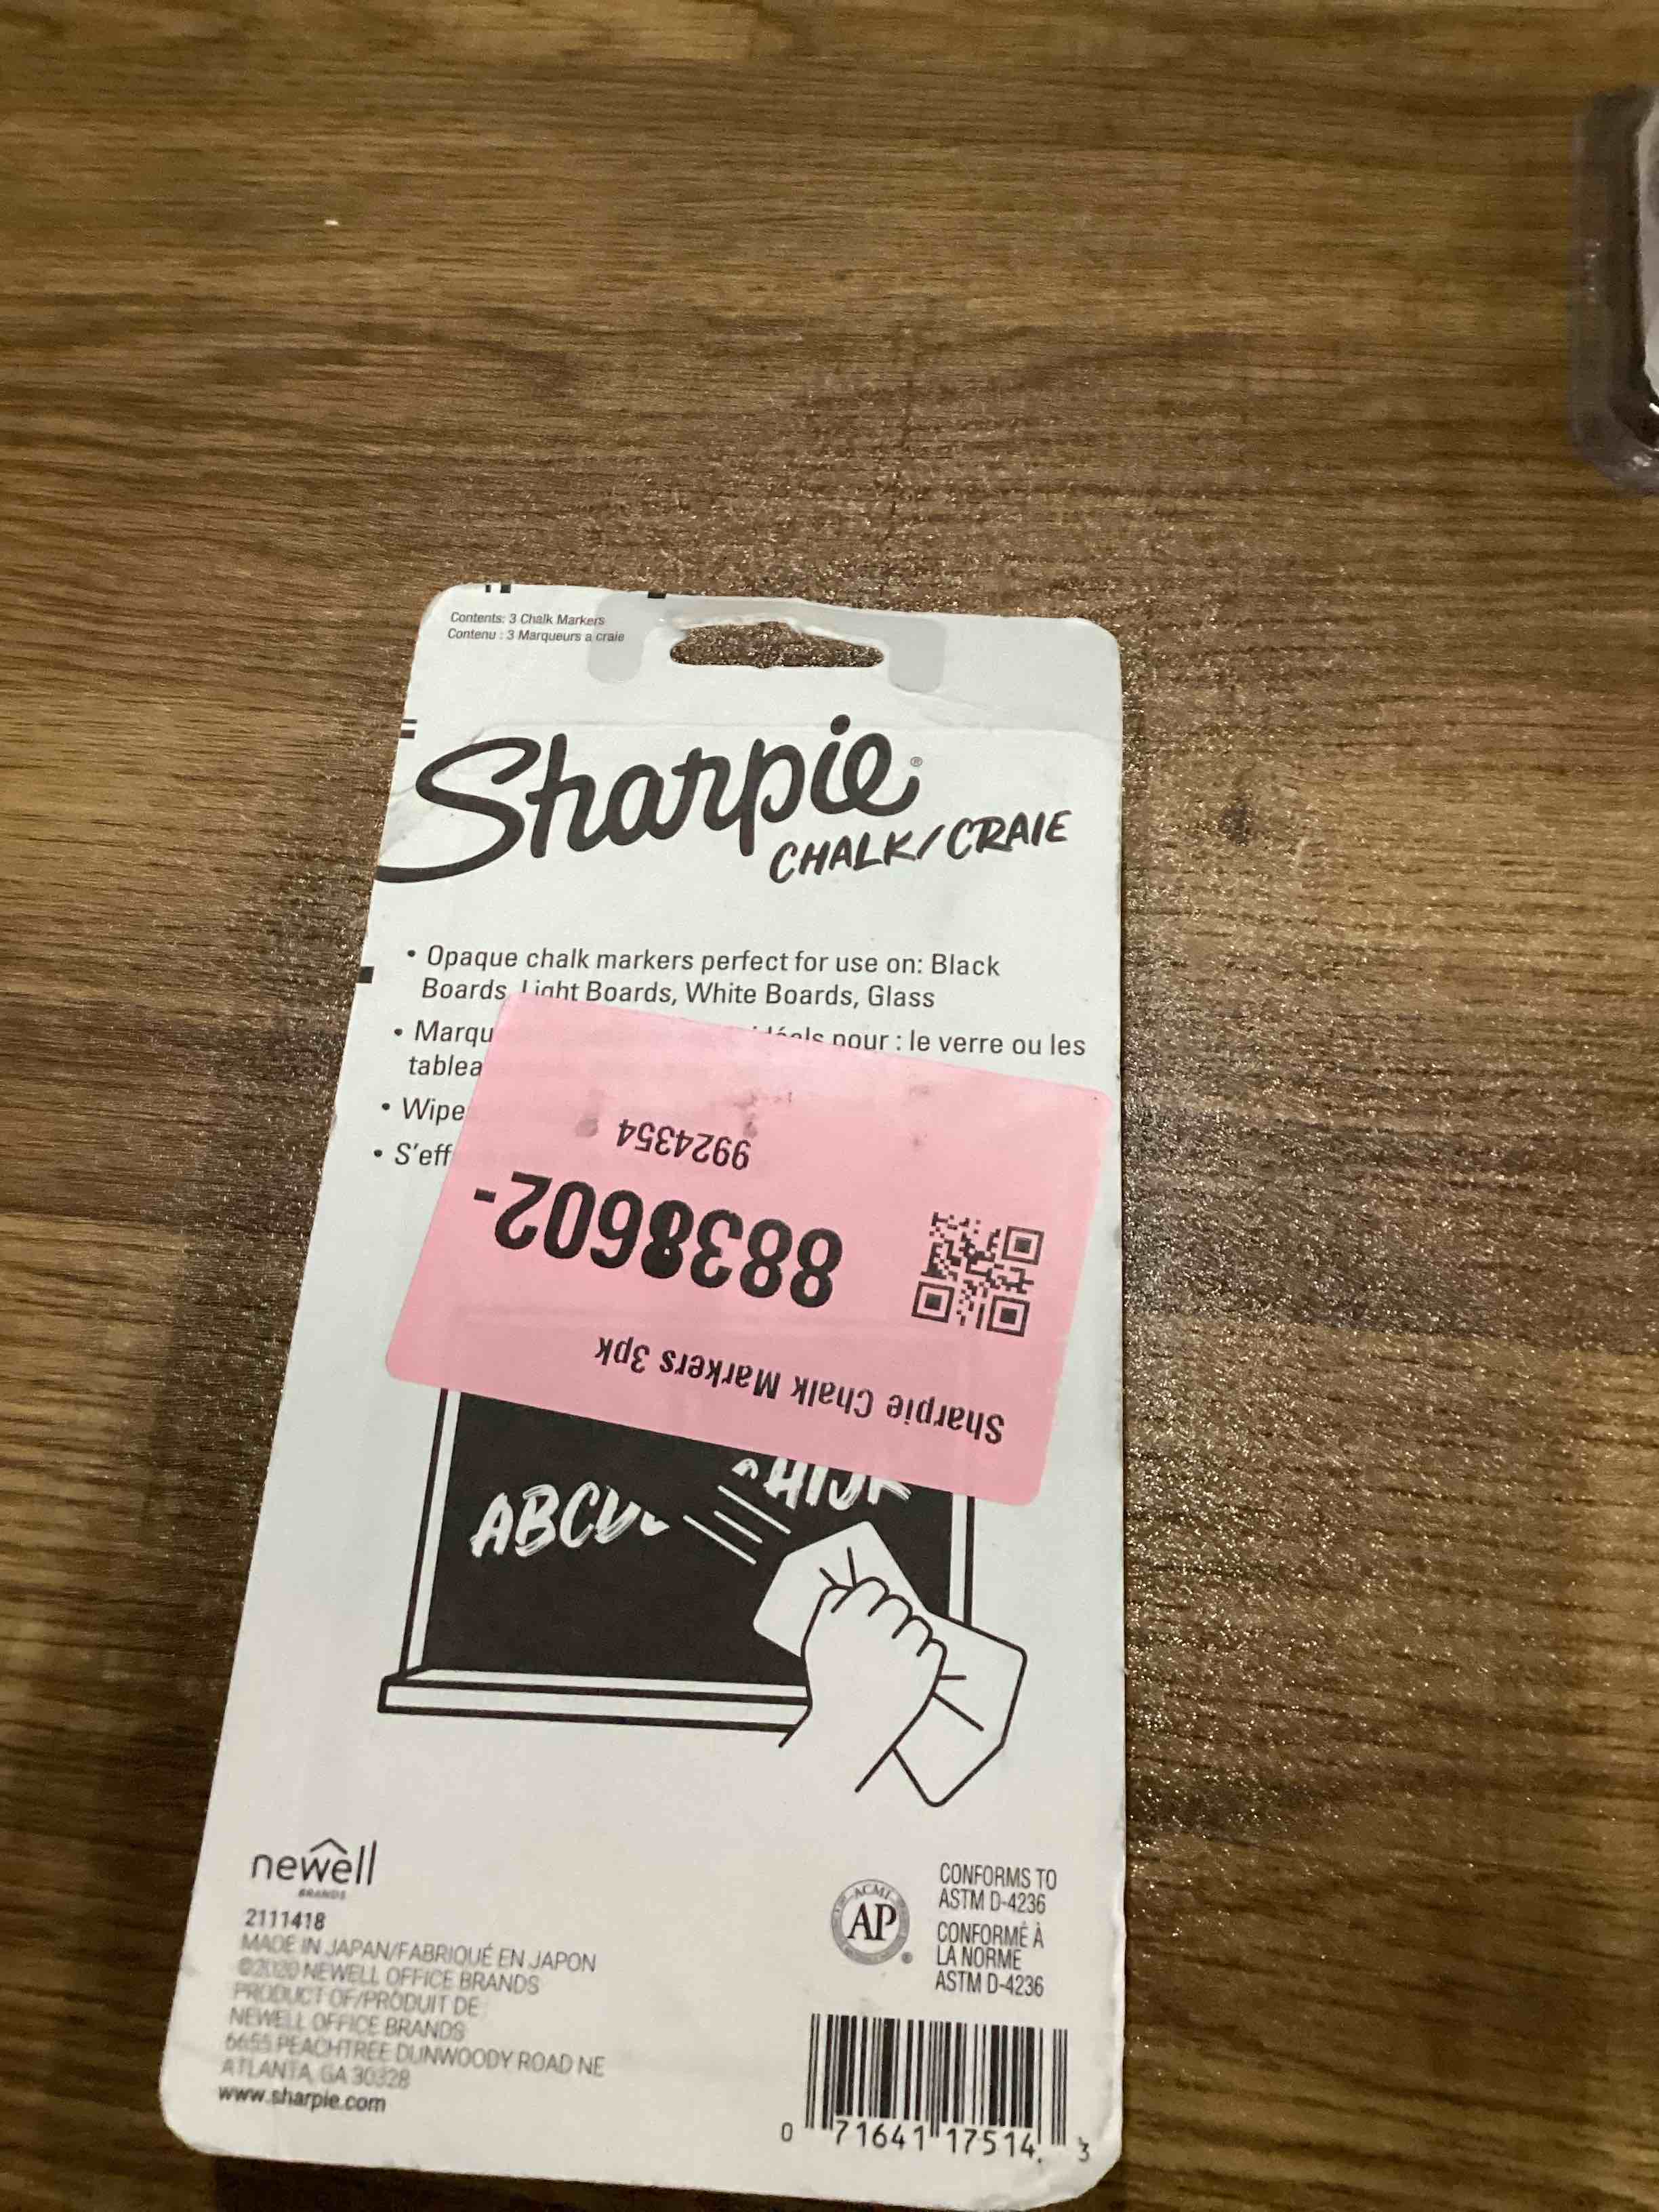 Contents: 3 Chalk Markers
Contenu : 3 Marqueurs a craie
Sharpie®
CHALK/CRAIE
• Opaque chalk markers perfect for use on: Black
Boards, Light Boards, White Boards, Glass
• Marqu pour : le verre ou les
tablea
• Wipe
• S'eff
Sharpie Chalk Markers 3pk
8838602-
9924354
ABCD
HIJK
newell
BRANDS
2111418
MADE IN JAPAN/FABRIQUÉ EN JAPON
©2020 NEWELL OFFICE BRANDS
PRODUCT OF/PRODUIT DE
NEWELL OFFICE BRANDS
6655 PEACHTREE DUNWOODY ROAD NE
ATLANTA, GA 30328
www.sharpie.com
ACMI
AP
CONFORMS TO
ASTM D-4236
CONFORMÉ À
LA NORME
ASTM D-4236
0 71641 17514 3